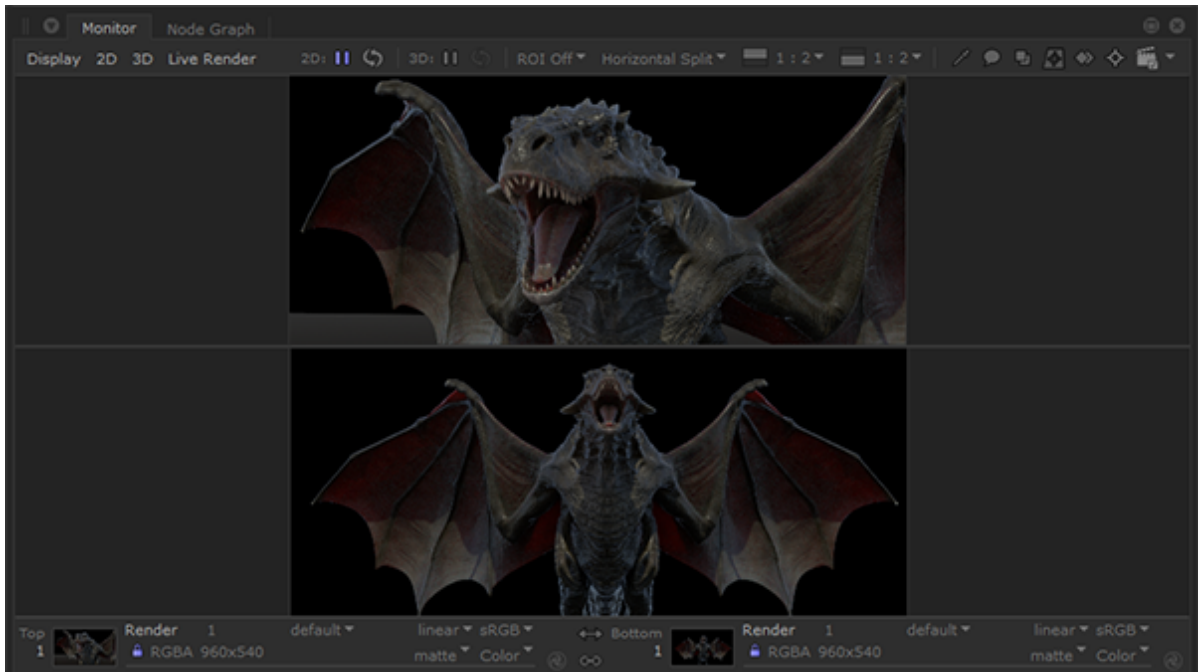 Monitor Node Graph
Display 2D 3D Live Render 2D: 3D: ROI Off Horizontal Split 1 : 2 1 : 2
Top Render 1 default linear sRGB Bottom Render 1 default linear sRGB
1 RGBA 960x540 matte Color 1 RGBA 960x540 matte Color